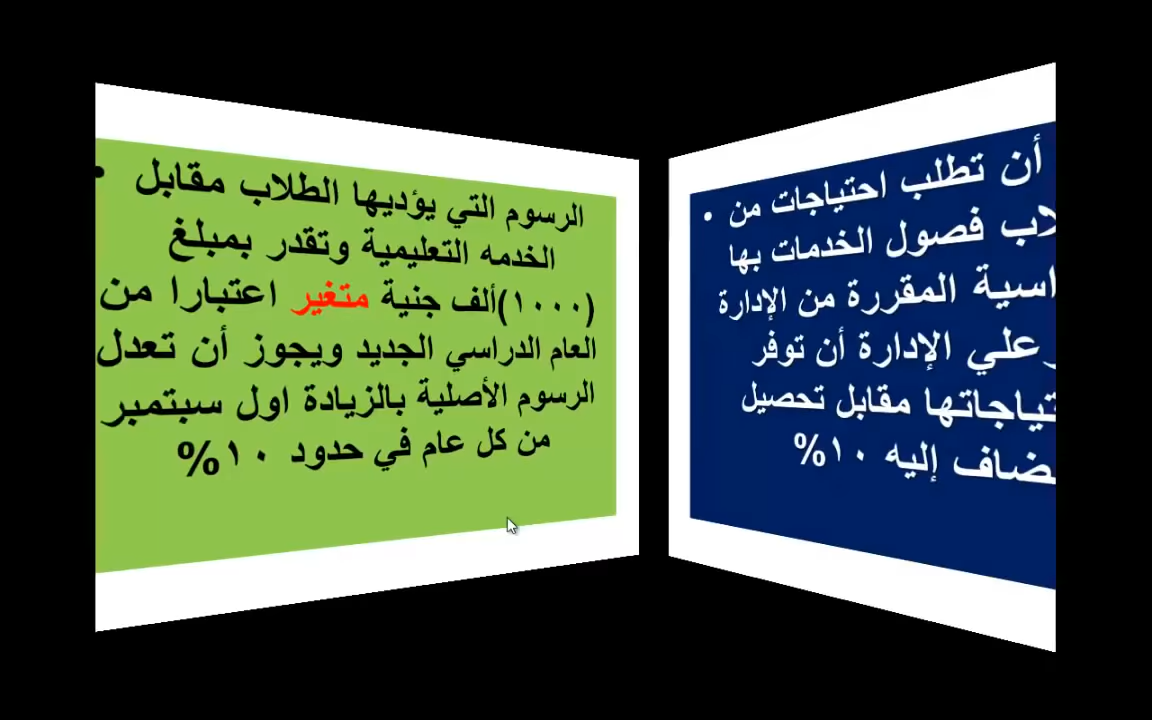 الرسوم التي يؤديها الطلاب مقابل
الخدمه التعليمية وتقدر بمبلغ
(١٠٠٠)ألف جنية متغير اعتبارا من
العام الدراسي الجديد ويجوز أن تعدل
الرسوم الأصلية بالزيادة اول سبتمبر
من كل عام في حدود ١٠%
أن تطلب احتياجات من
فصول الخدمات بها
المقررة من الإدارة
الإدارة أن توفر
مقابل تحصيل
إليه ١٠%